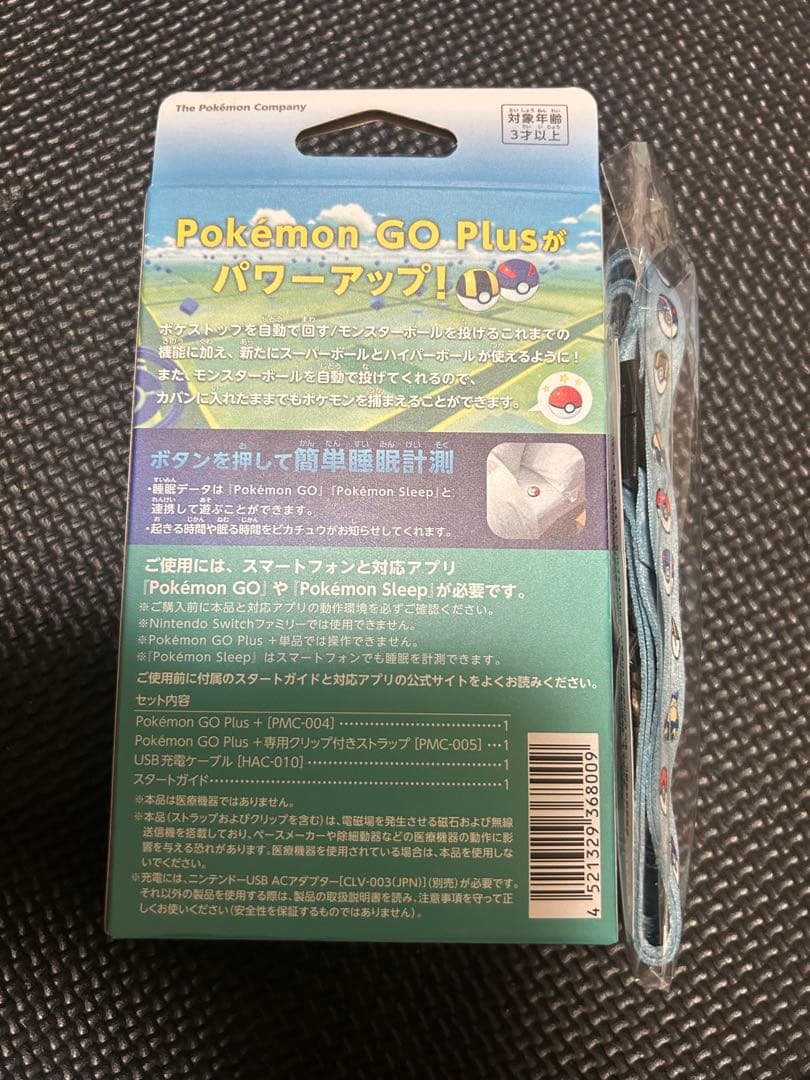 The Pokémon Company
対象年齢
3才以上
Pokémon GO Plusが
パワーアップ!
ポケストップを自動で回す/モンスターボールを投げるこれまでの
機能に加え、新たにスーパーボールとハイパーボールが使えるように!
また、モンスターボールを自動で投げてくれるので、
カバンに入れたままでもポケモンを捕まえることができます。
ボタンを押して簡単睡眠計測
・睡眠データは『Pokémon GO』『Pokémon Sleep』と
連携して遊ぶことができます。
・起きる時間や眠る時間をピカチュウがお知らせしてくれます。
ご使用には、スマートフォンと対応アプリ
『Pokémon GO』や『Pokémon Sleep』が必要です。
※ご購入前に本品と対応アプリの動作環境を必ずご確認ください。
※Nintendo Switchファミリーでは使用できません。
※Pokémon GO Plus +単品では操作できません。
※『Pokémon Sleep』はスマートフォンでも睡眠を計測できます。
ご使用前に付属のスタートガイドと対応アプリの公式サイトをよくお読みください。
セット内容
Pokémon GO Plus + [PMC-004] ……………………………1
Pokémon GO Plus +専用クリップ付きストラップ [PMC-005] …1
USB充電ケーブル [HAC-010] …………………………………1
スタートガイド……………………………………………………1
※本品は医療機器ではありません。
※本品(ストラップおよびクリップを含む)は、電磁場を発生させる磁石および無線
送信機を搭載しており、ペースメーカーや除細動器などの医療機器の動作に影
響を与える恐れがあります。医療機器を使用されている場合は、本品を使用しな
いでください。
※充電には、ニンテンドーUSB ACアダプター[CLV-003(JPN)](別売)が必要です。
それ以外の製品を使用する際は、製品の取扱説明書を読み、注意事項を守って正
しくお使いください(安全性を保証するものではありません)。
4 521329 368009